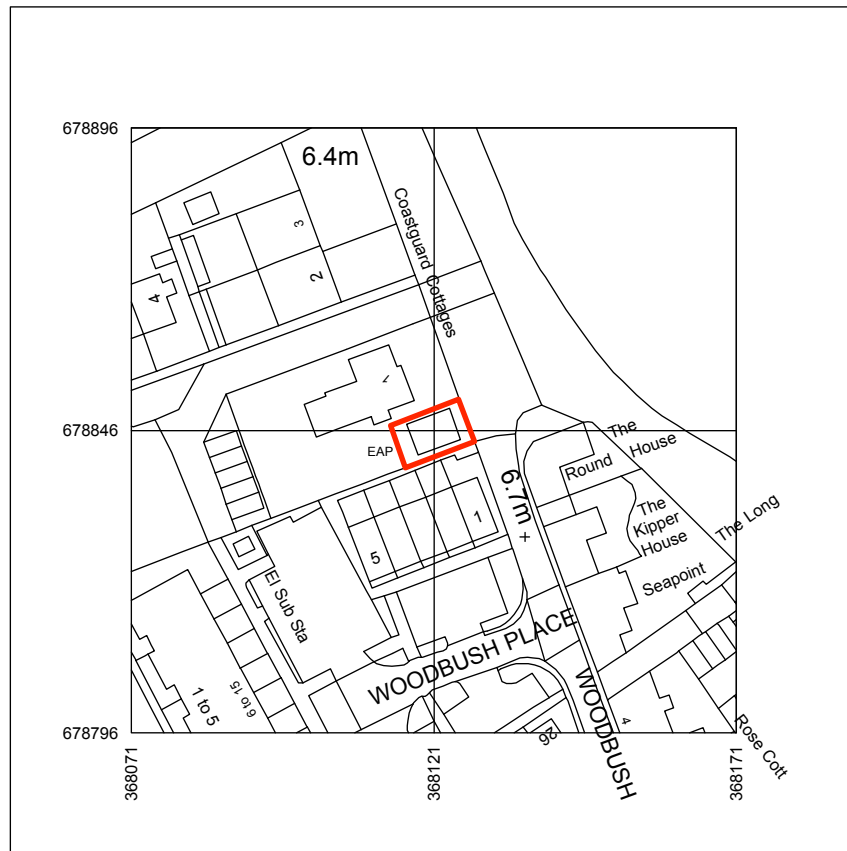 678896
6.4m
Coastguard Cottages
3
2
4
1
678846
EAP
The
Round House
6.7m
The
Kipper
House
The Long
1
5
Seapoint
El Sub Sta
WOODBUSH PLACE
1 to 5
6 to 15
WOODBUSH
4
26
Rose Cott
678796
368071
368121
368171